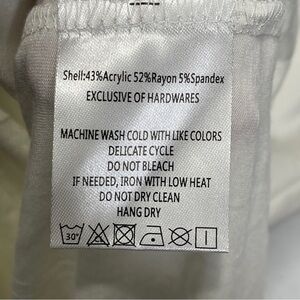 Shell:43%Acrylic 52%Rayon 5%Spandex
EXCLUSIVE OF HARDWARES
MACHINE WASH COLD WITH LIKE COLORS
DELICATE CYCLE
DO NOT BLEACH
IF NEEDED, IRON WITH LOW HEAT
DO NOT DRY CLEAN
HANG DRY
30°